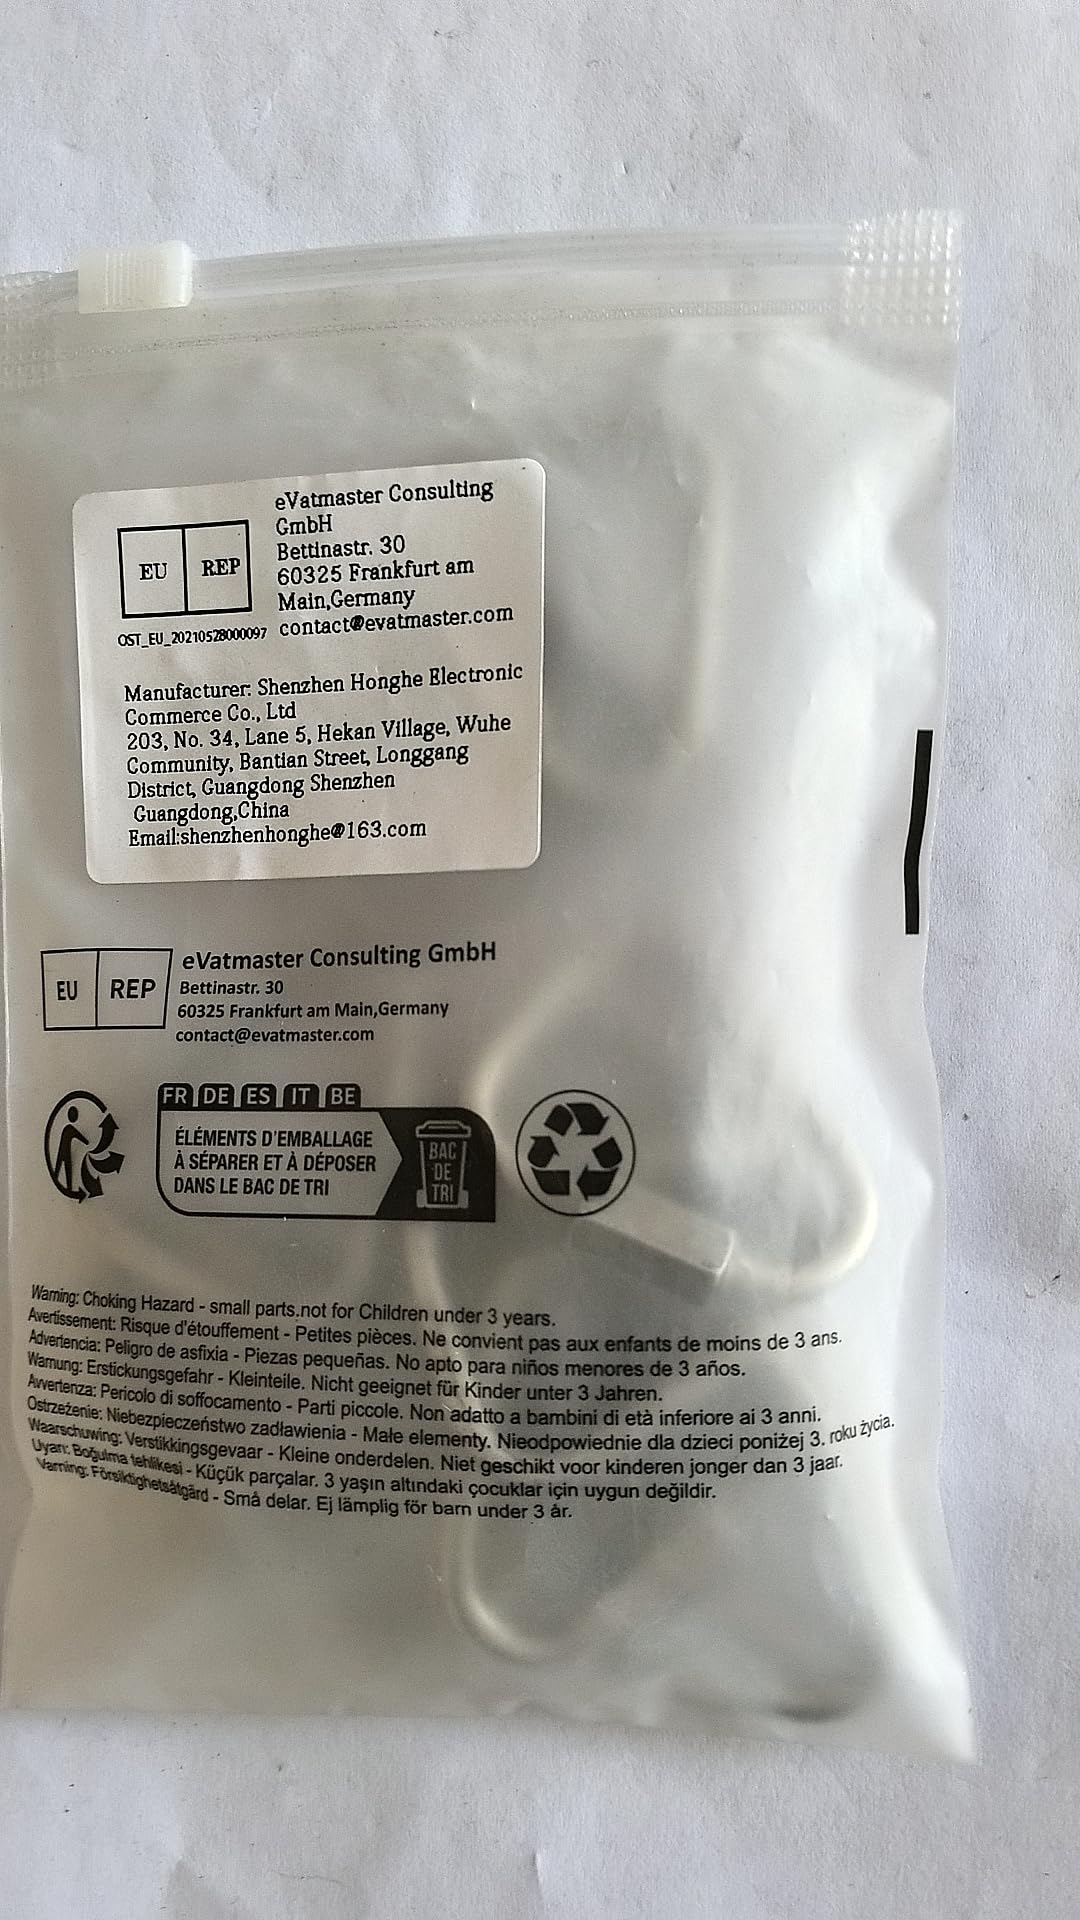 eVatmaster Consulting
GmbH
Bettinastr. 30
60325 Frankfurt am
Main,Germany
contact@evatmaster.com
EU REP
OST_EU_20210528000097
Manufacturer: Shenzhen Honghe Electronic
Commerce Co., Ltd
203, No. 34, Lane 5, Hekan Village, Wuhe
Community, Bantian Street, Longgang
District, Guangdong Shenzhen
Guangdong,China
Email:shenzhenhonghe@163.com
EU REP
eVatmaster Consulting GmbH
Bettinastr. 30
60325 Frankfurt am Main,Germany
contact@evatmaster.com
FR DE ES IT BE
ÉLÉMENTS D'EMBALLAGE
À SÉPARER ET À DÉPOSER
DANS LE BAC DE TRI
BAC
DE
TRI
Warning: Choking Hazard - small parts.not for Children under 3 years.
Avertissement: Risque d'étouffement - Petites pièces. Ne convient pas aux enfants de moins de 3 ans.
Advertencia: Peligro de asfixia - Piezas pequeñas. No apto para niños menores de 3 años.
Warnung: Erstickungsgefahr - Kleinteile. Nicht geeignet für Kinder unter 3 Jahren.
Avvertenza: Pericolo di soffocamento - Parti piccole. Non adatto a bambini di età inferiore ai 3 anni.
Ostrzeżenie: Niebezpieczeństwo zadławienia - Małe elementy. Nieodpowiednie dla dzieci poniżej 3. roku życia.
Waarschuwing: Verstikkingsgevaar - Kleine onderdelen. Niet geschikt voor kinderen jonger dan 3 jaar.
Uyarı: Boğulma tehlikesi - Küçük parçalar. 3 yaşın altındaki çocuklar için uygun değildir.
Varning: Försiktighetsåtgärd - Små delar. Ej lämplig för barn under 3 år.